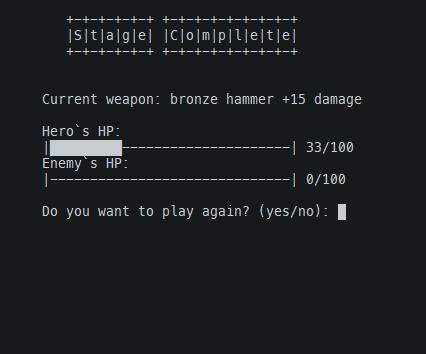 +-+-+-+-+-+ +-+-+-+-+-+-+-+-+
|S|t|a|g|e| |C|o|m|p|l|e|t|e|
+-+-+-+-+-+ +-+-+-+-+-+-+-+-+
Current weapon: bronze hammer +15 damage
Hero`s HP:
|█████████---------------------| 33/100
Enemy`s HP:
|------------------------------| 0/100
Do you want to play again? (yes/no):